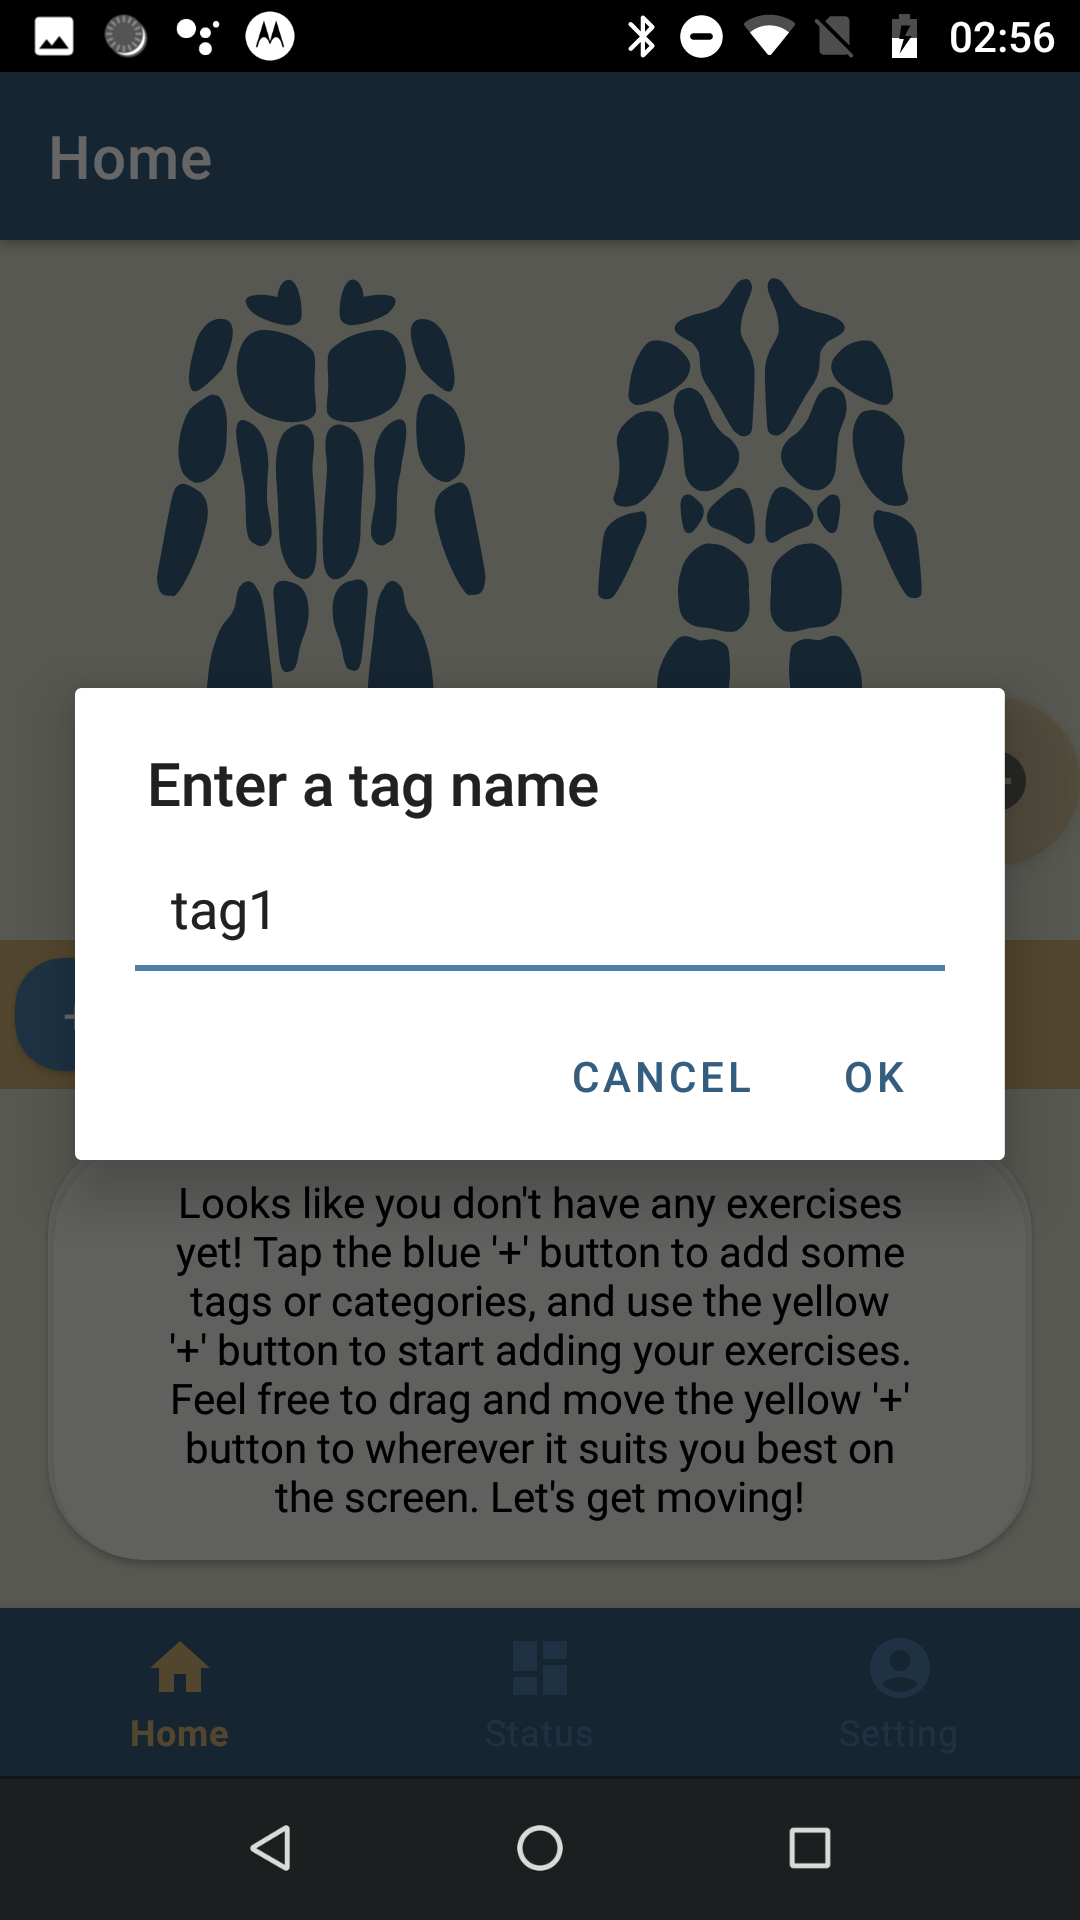 02:56
Home
Enter a tag name
tag1
CANCEL OK
Looks like you don't have any exercises
yet! Tap the blue '+' button to add some
tags or categories, and use the yellow
'+' button to start adding your exercises.
Feel free to drag and move the yellow '+'
button to wherever it suits you best on
the screen. Let's get moving!
Home Status Setting